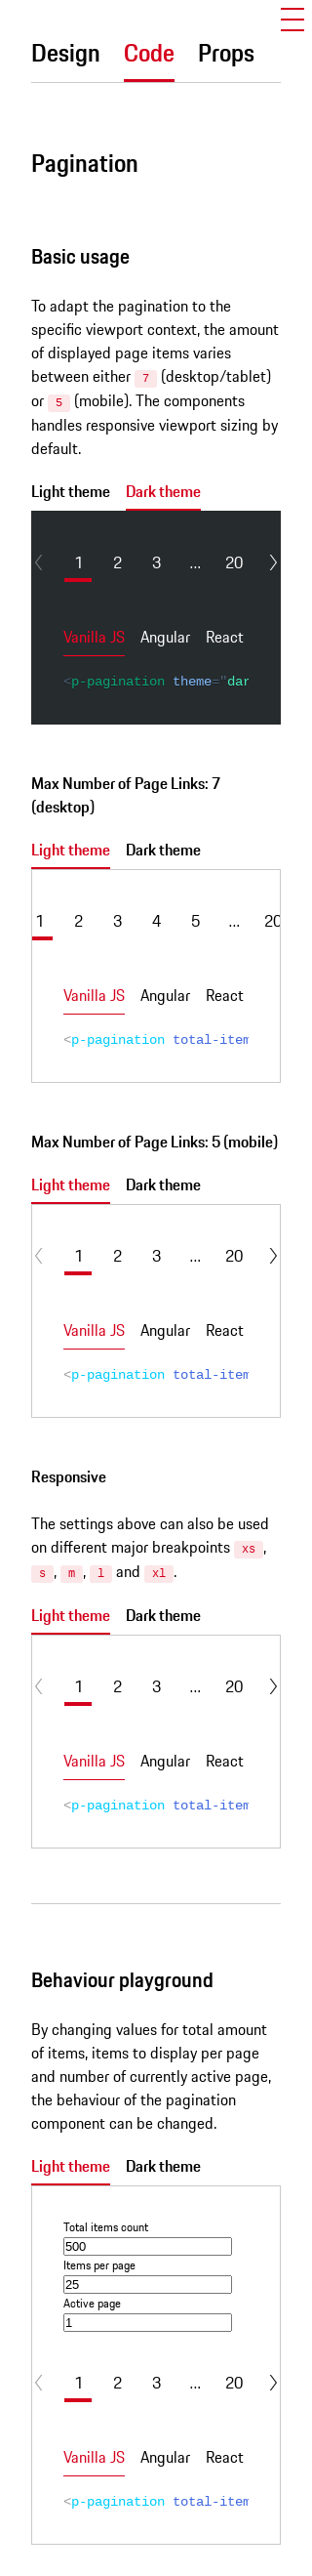 Design Code Props
Pagination
Basic usage
To adapt the pagination to the
specific viewport context, the amount
of displayed page items varies
between either 7 (desktop/tablet)
or 5 (mobile). The components
handles responsive viewport sizing by
default.
Light theme Dark theme
1 2 3 ... 20
Vanilla JS Angular React
<p-pagination theme="dar
Max Number of Page Links: 7
(desktop)
Light theme Dark theme
1 2 3 4 5 ... 20
Vanilla JS Angular React
<p-pagination total-item
Max Number of Page Links: 5 (mobile)
Light theme Dark theme
1 2 3 ... 20
Vanilla JS Angular React
<p-pagination total-item
Responsive
The settings above can also be used
on different major breakpoints xs ,
s , m , l and xl .
Light theme Dark theme
1 2 3 ... 20
Vanilla JS Angular React
<p-pagination total-item
Behaviour playground
By changing values for total amount
of items, items to display per page
and number of currently active page,
the behaviour of the pagination
component can be changed.
Light theme Dark theme
Total items count
500
Items per page
25
Active page
1
1 2 3 ... 20
Vanilla JS Angular React
<p-pagination total-item